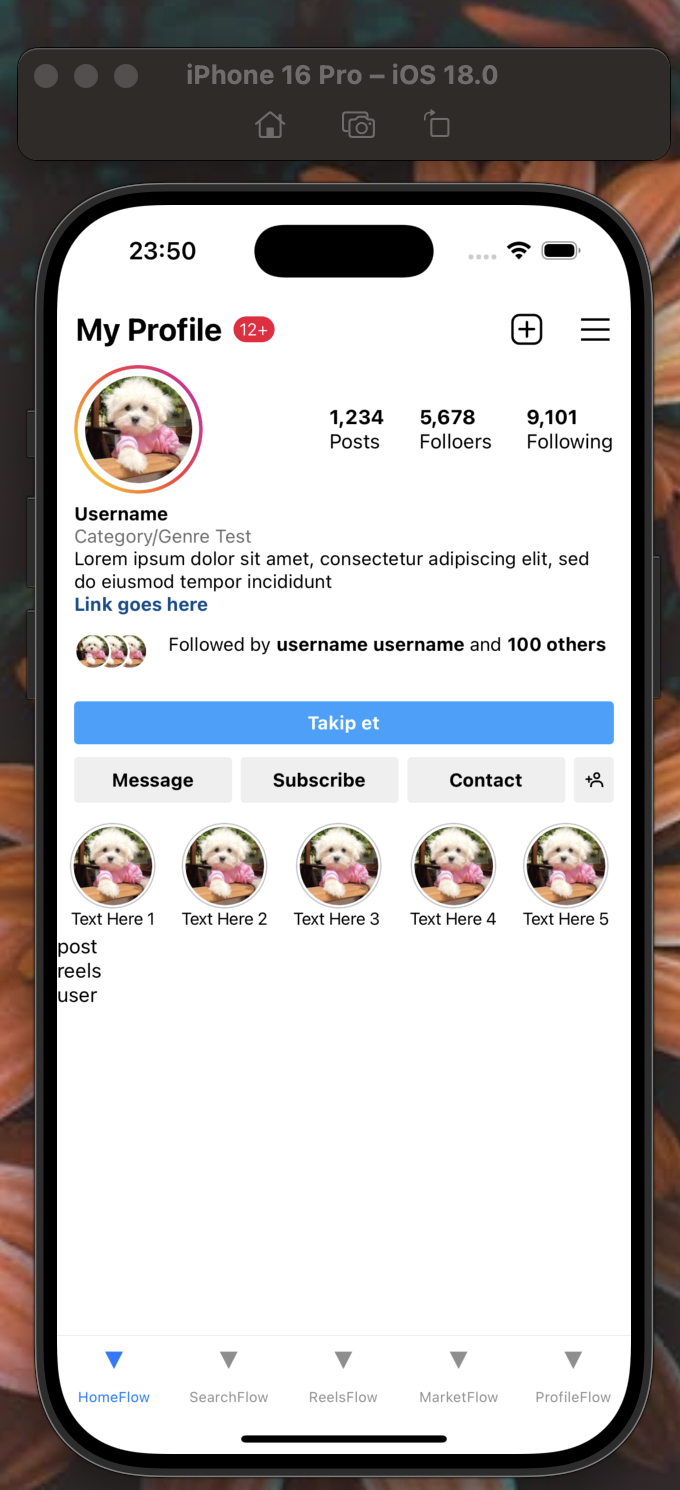 iPhone 16 Pro – iOS 18.0
23:50
My Profile 12+
1,234 5,678 9,101
Posts Folloers Following
Username
Category/Genre Test
Lorem ipsum dolor sit amet, consectetur adipiscing elit, sed
do eiusmod tempor incididunt
Link goes here
Followed by username username and 100 others
Takip et
Message Subscribe Contact
Text Here 1 Text Here 2 Text Here 3 Text Here 4 Text Here 5
post
reels
user
HomeFlow SearchFlow ReelsFlow MarketFlow ProfileFlow